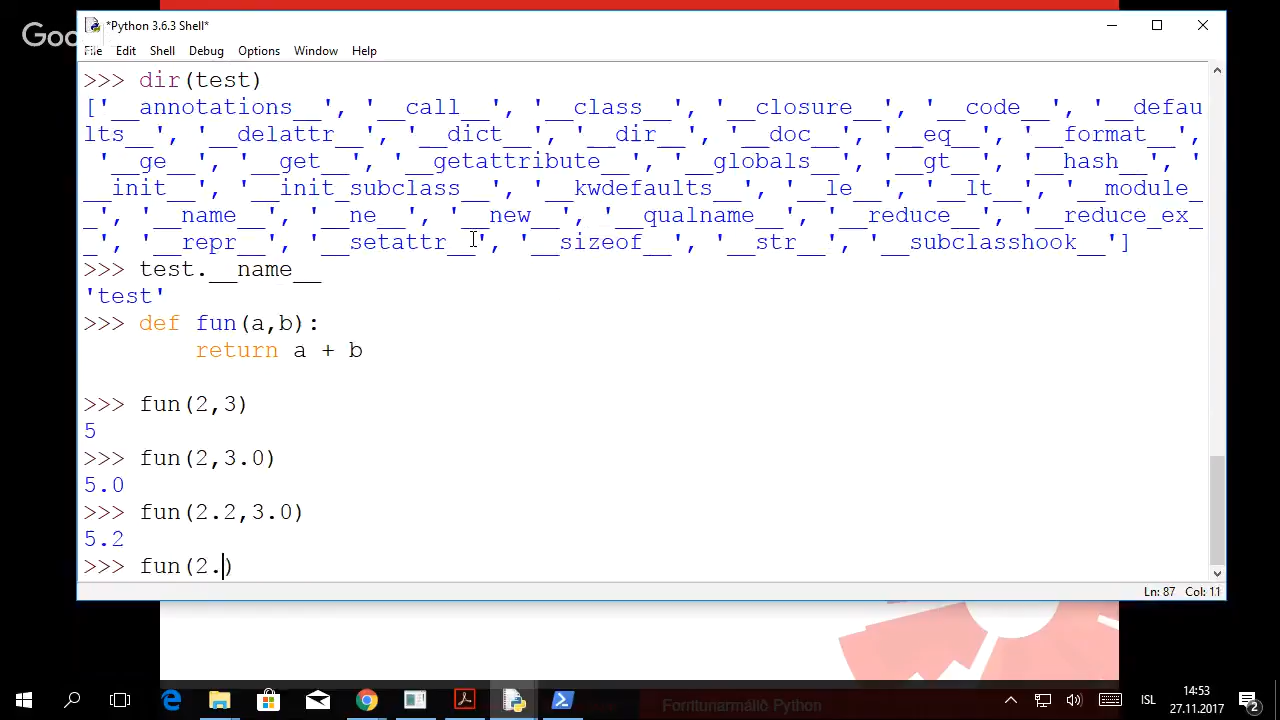 *Python 3.6.3 Shell*
Goo
File Edit Shell Debug Options Window Help
>>> dir(test)
['__annotations__', '__call__', '__class__', '__closure__', '__code__', '__defau
lts__', '__delattr__', '__dict__', '__dir__', '__doc__', '__eq__', '__format__',
'__ge__', '__get__', '__getattribute__', '__globals__', '__gt__', '__hash__', '
__init__', '__init_subclass__', '__kwdefaults__', '__le__', '__lt__', '__module_
_', '__name__', '__ne__', '__new__', '__qualname__', '__reduce__', '__reduce_ex_
_', '__repr__', '__setattr__', '__sizeof__', '__str__', '__subclasshook__']
>>> test.__name__
'test'
>>> def fun(a,b):
return a + b
>>> fun(2,3)
5
>>> fun(2,3.0)
5.0
>>> fun(2.2,3.0)
5.2
>>> fun(2.)
Ln: 87 Col: 11
Forritunarmálið Python
ISL
14:53
27.11.2017
2